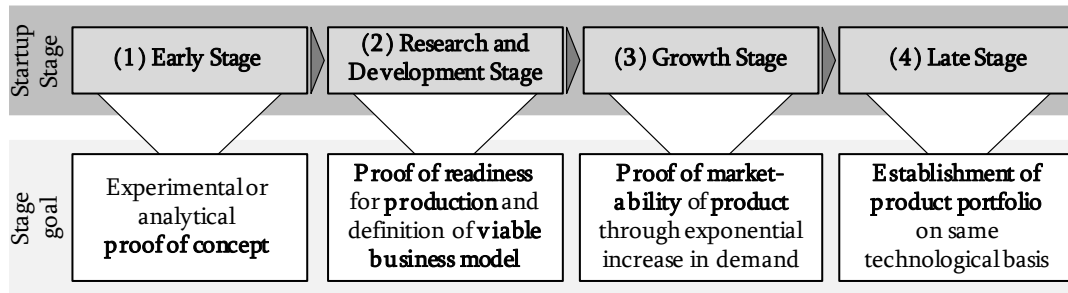 Startup
Stage
(1) Early Stage
(2) Research and
Development Stage
(3) Growth Stage
(4) Late Stage
Stage
goal
Experimental or
analytical
proof of concept
Proof of readiness
for production and
definition of viable
business model
Proof of market-
ability of product
through exponential
increase in demand
Establishment of
product portfolio
on same
technological basis